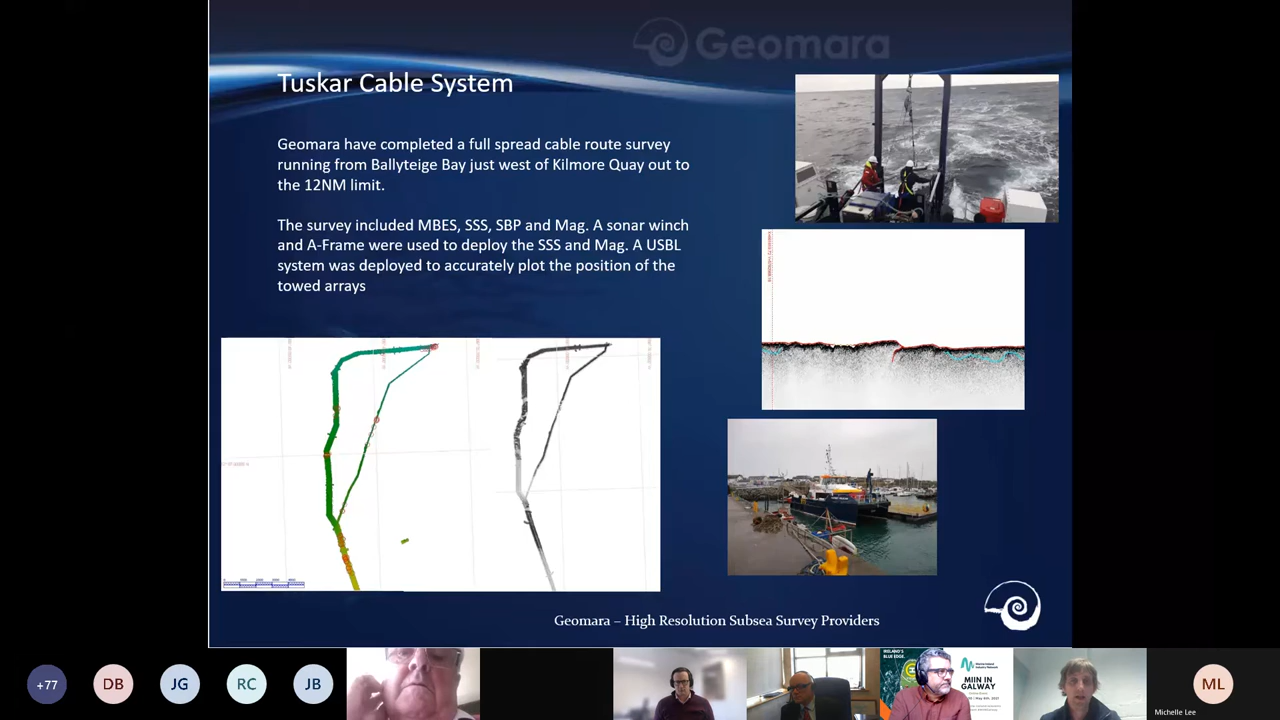 Geomara
Tuskar Cable System
Geomara have completed a full spread cable route survey
running from Ballyteige Bay just west of Kilmore Quay out to
the 12NM limit.
The survey included MBES, SSS, SBP and Mag. A sonar winch
and A-Frame were used to deploy the SSS and Mag. A USBL
system was deployed to accurately plot the position of the
towed arrays
Geomara – High Resolution Subsea Survey Providers
+77
DB
JG
RC
JB
IRELAND'S
BLUE EDGE.
MIIN IN
GALWAY
ML
Michelle Lee